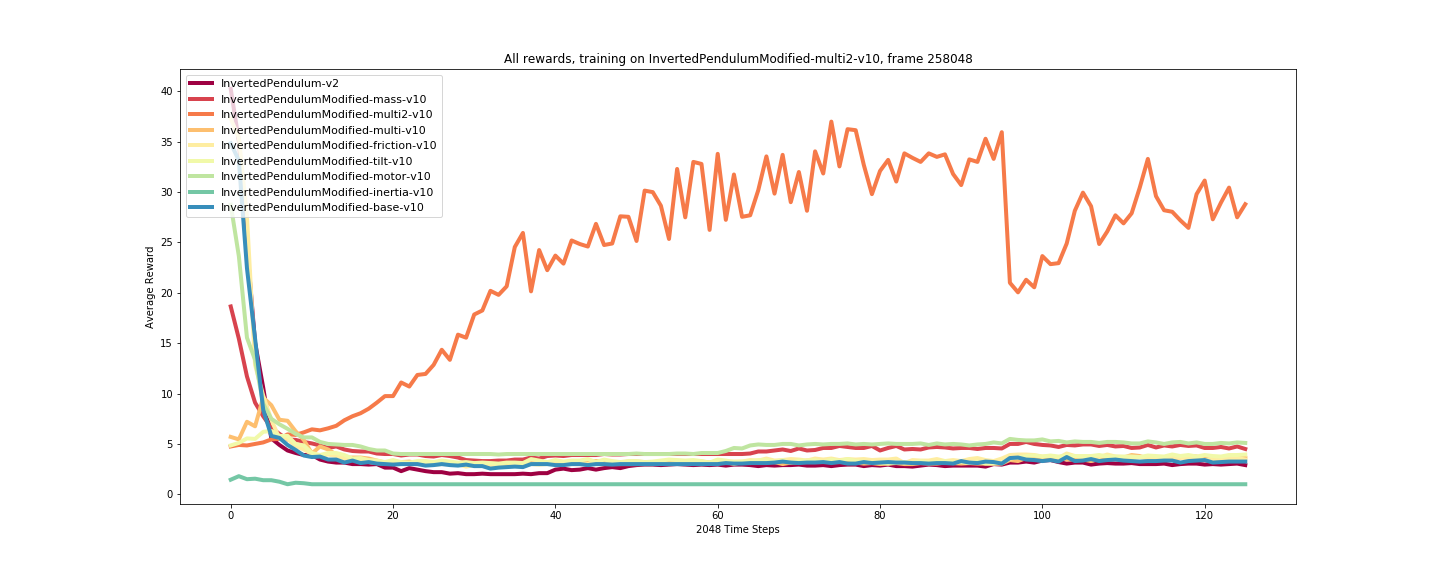 All rewards, training on InvertedPendulumModified-multi2-v10, frame 258048
InvertedPendulum-v2
InvertedPendulumModified-mass-v10
InvertedPendulumModified-multi2-v10
InvertedPendulumModified-multi-v10
InvertedPendulumModified-friction-v10
InvertedPendulumModified-tilt-v10
InvertedPendulumModified-motor-v10
InvertedPendulumModified-inertia-v10
InvertedPendulumModified-base-v10
Average Reward
40
35
30
25
20
15
10
5
0
0 20 40 60 80 100 120
2048 Time Steps